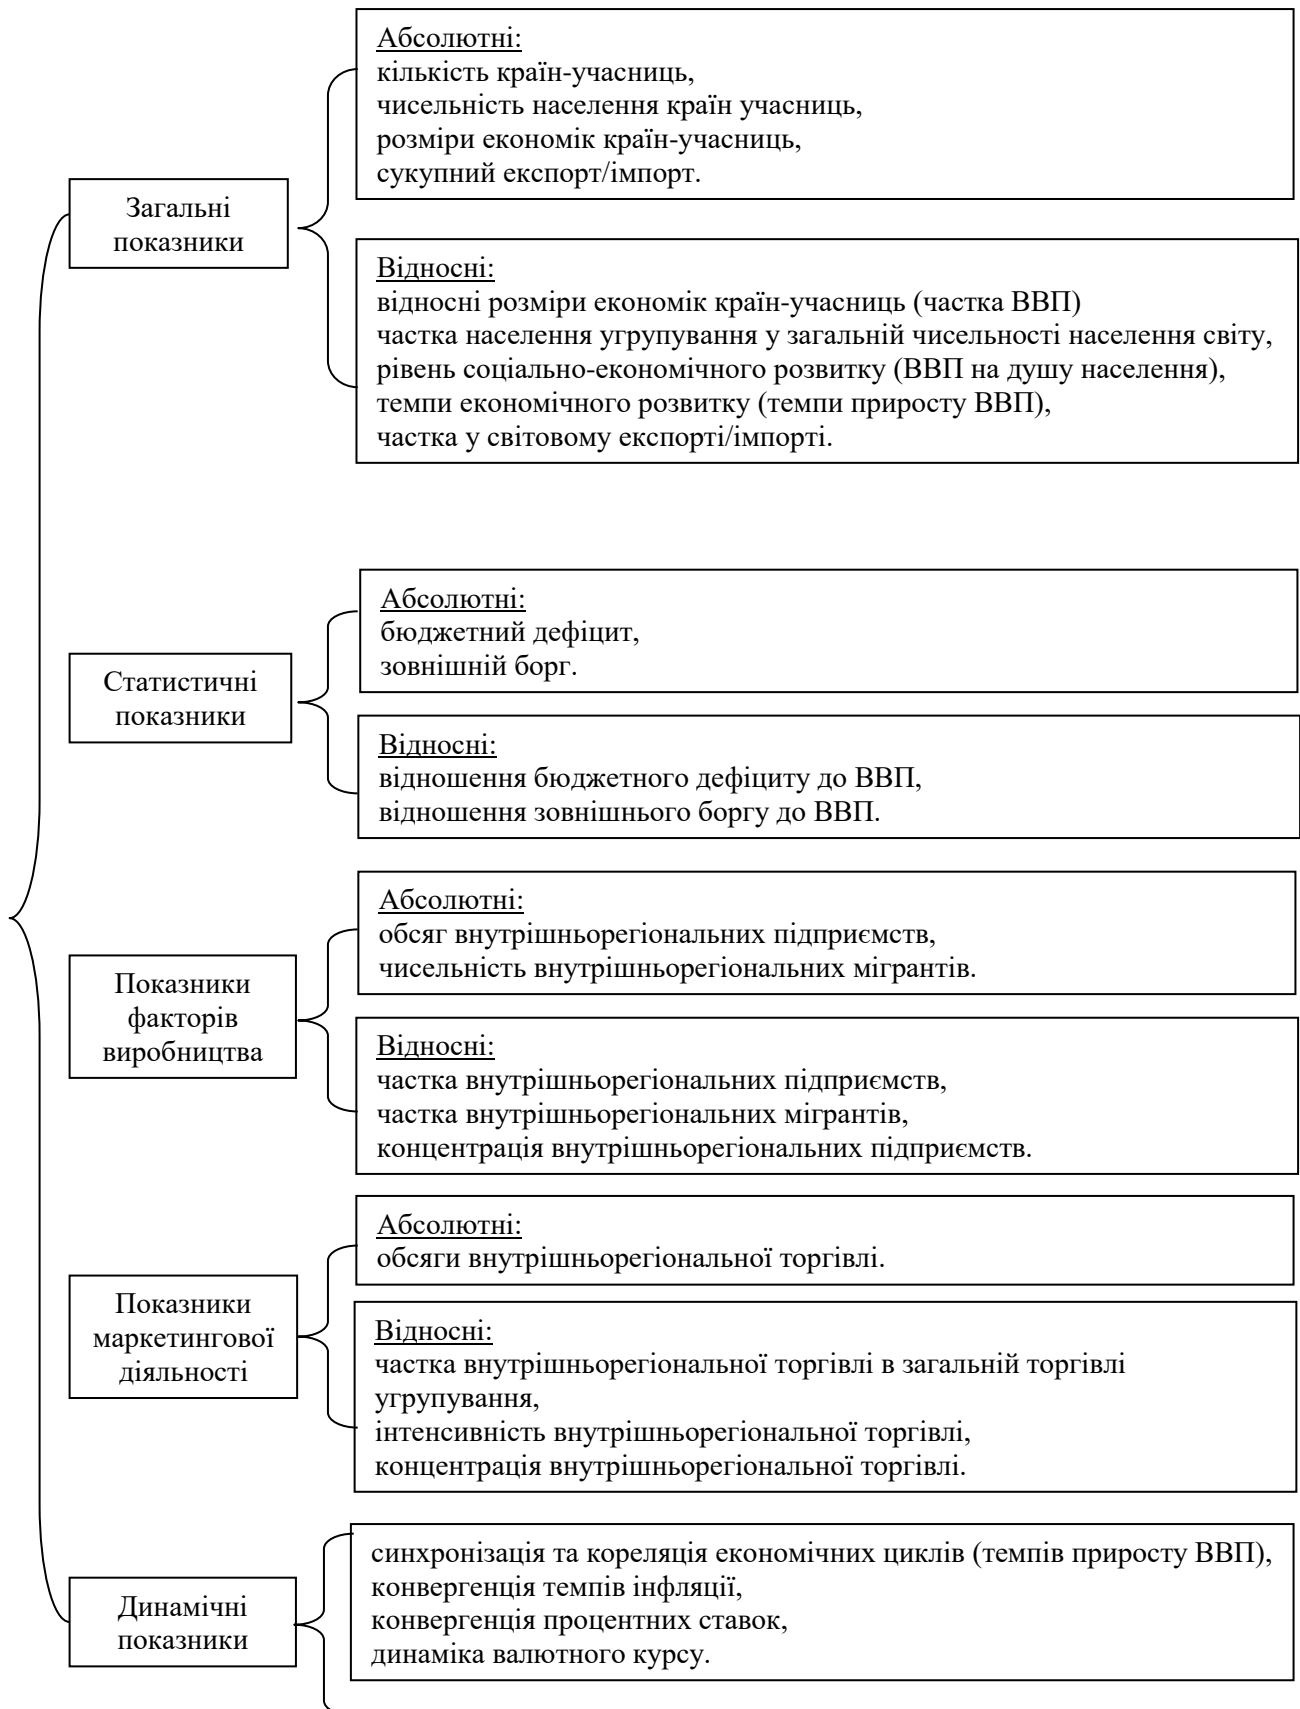 Загальні
показники
Абсолютні:
кількість країн-учасниць,
чисельність населення країн учасниць,
розміри економік країн-учасниць,
сукупний експорт/імпорт.
Відносні:
відносні розміри економік країн-учасниць (частка ВВП)
частка населення угрупування у загальній чисельності населення світу,
рівень соціально-економічного розвитку (ВВП на душу населення),
темпи економічного розвитку (темпи приросту ВВП),
частка у світовому експорті/імпорті.
Статистичні
показники
Абсолютні:
бюджетний дефіцит,
зовнішній борг.
Відносні:
відношення бюджетного дефіциту до ВВП,
відношення зовнішнього боргу до ВВП.
Показники
факторів
виробництва
Абсолютні:
обсяг внутрішньорегіональних підприємств,
чисельність внутрішньорегіональних мігрантів.
Відносні:
частка внутрішньорегіональних підприємств,
частка внутрішньорегіональних мігрантів,
концентрація внутрішньорегіональних підприємств.
Показники
маркетингової
діяльності
Абсолютні:
обсяги внутрішньорегіональної торгівлі.
Відносні:
частка внутрішньорегіональної торгівлі в загальній торгівлі
угрупування,
інтенсивність внутрішньорегіональної торгівлі,
концентрація внутрішньорегіональної торгівлі.
Динамічні
показники
синхронізація та кореляція економічних циклів (темпів приросту ВВП),
конвергенція темпів інфляції,
конвергенція процентних ставок,
динаміка валютного курсу.